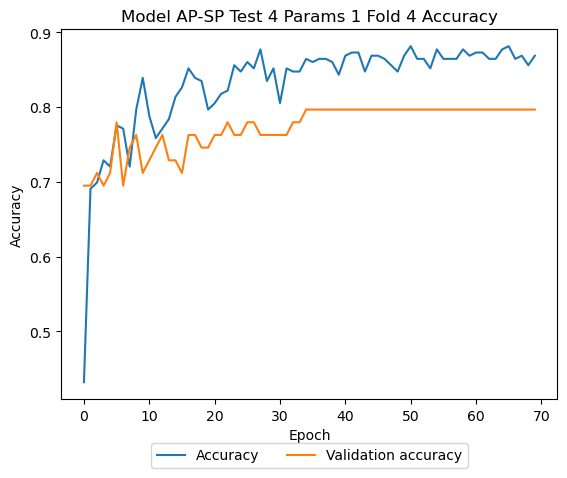 Model AP-SP Test 4 Params 1 Fold 4 Accuracy
0.9
0.8
0.7
0.6
0.5
Accuracy
0 10 20 30 40 50 60 70
Epoch
Accuracy Validation accuracy